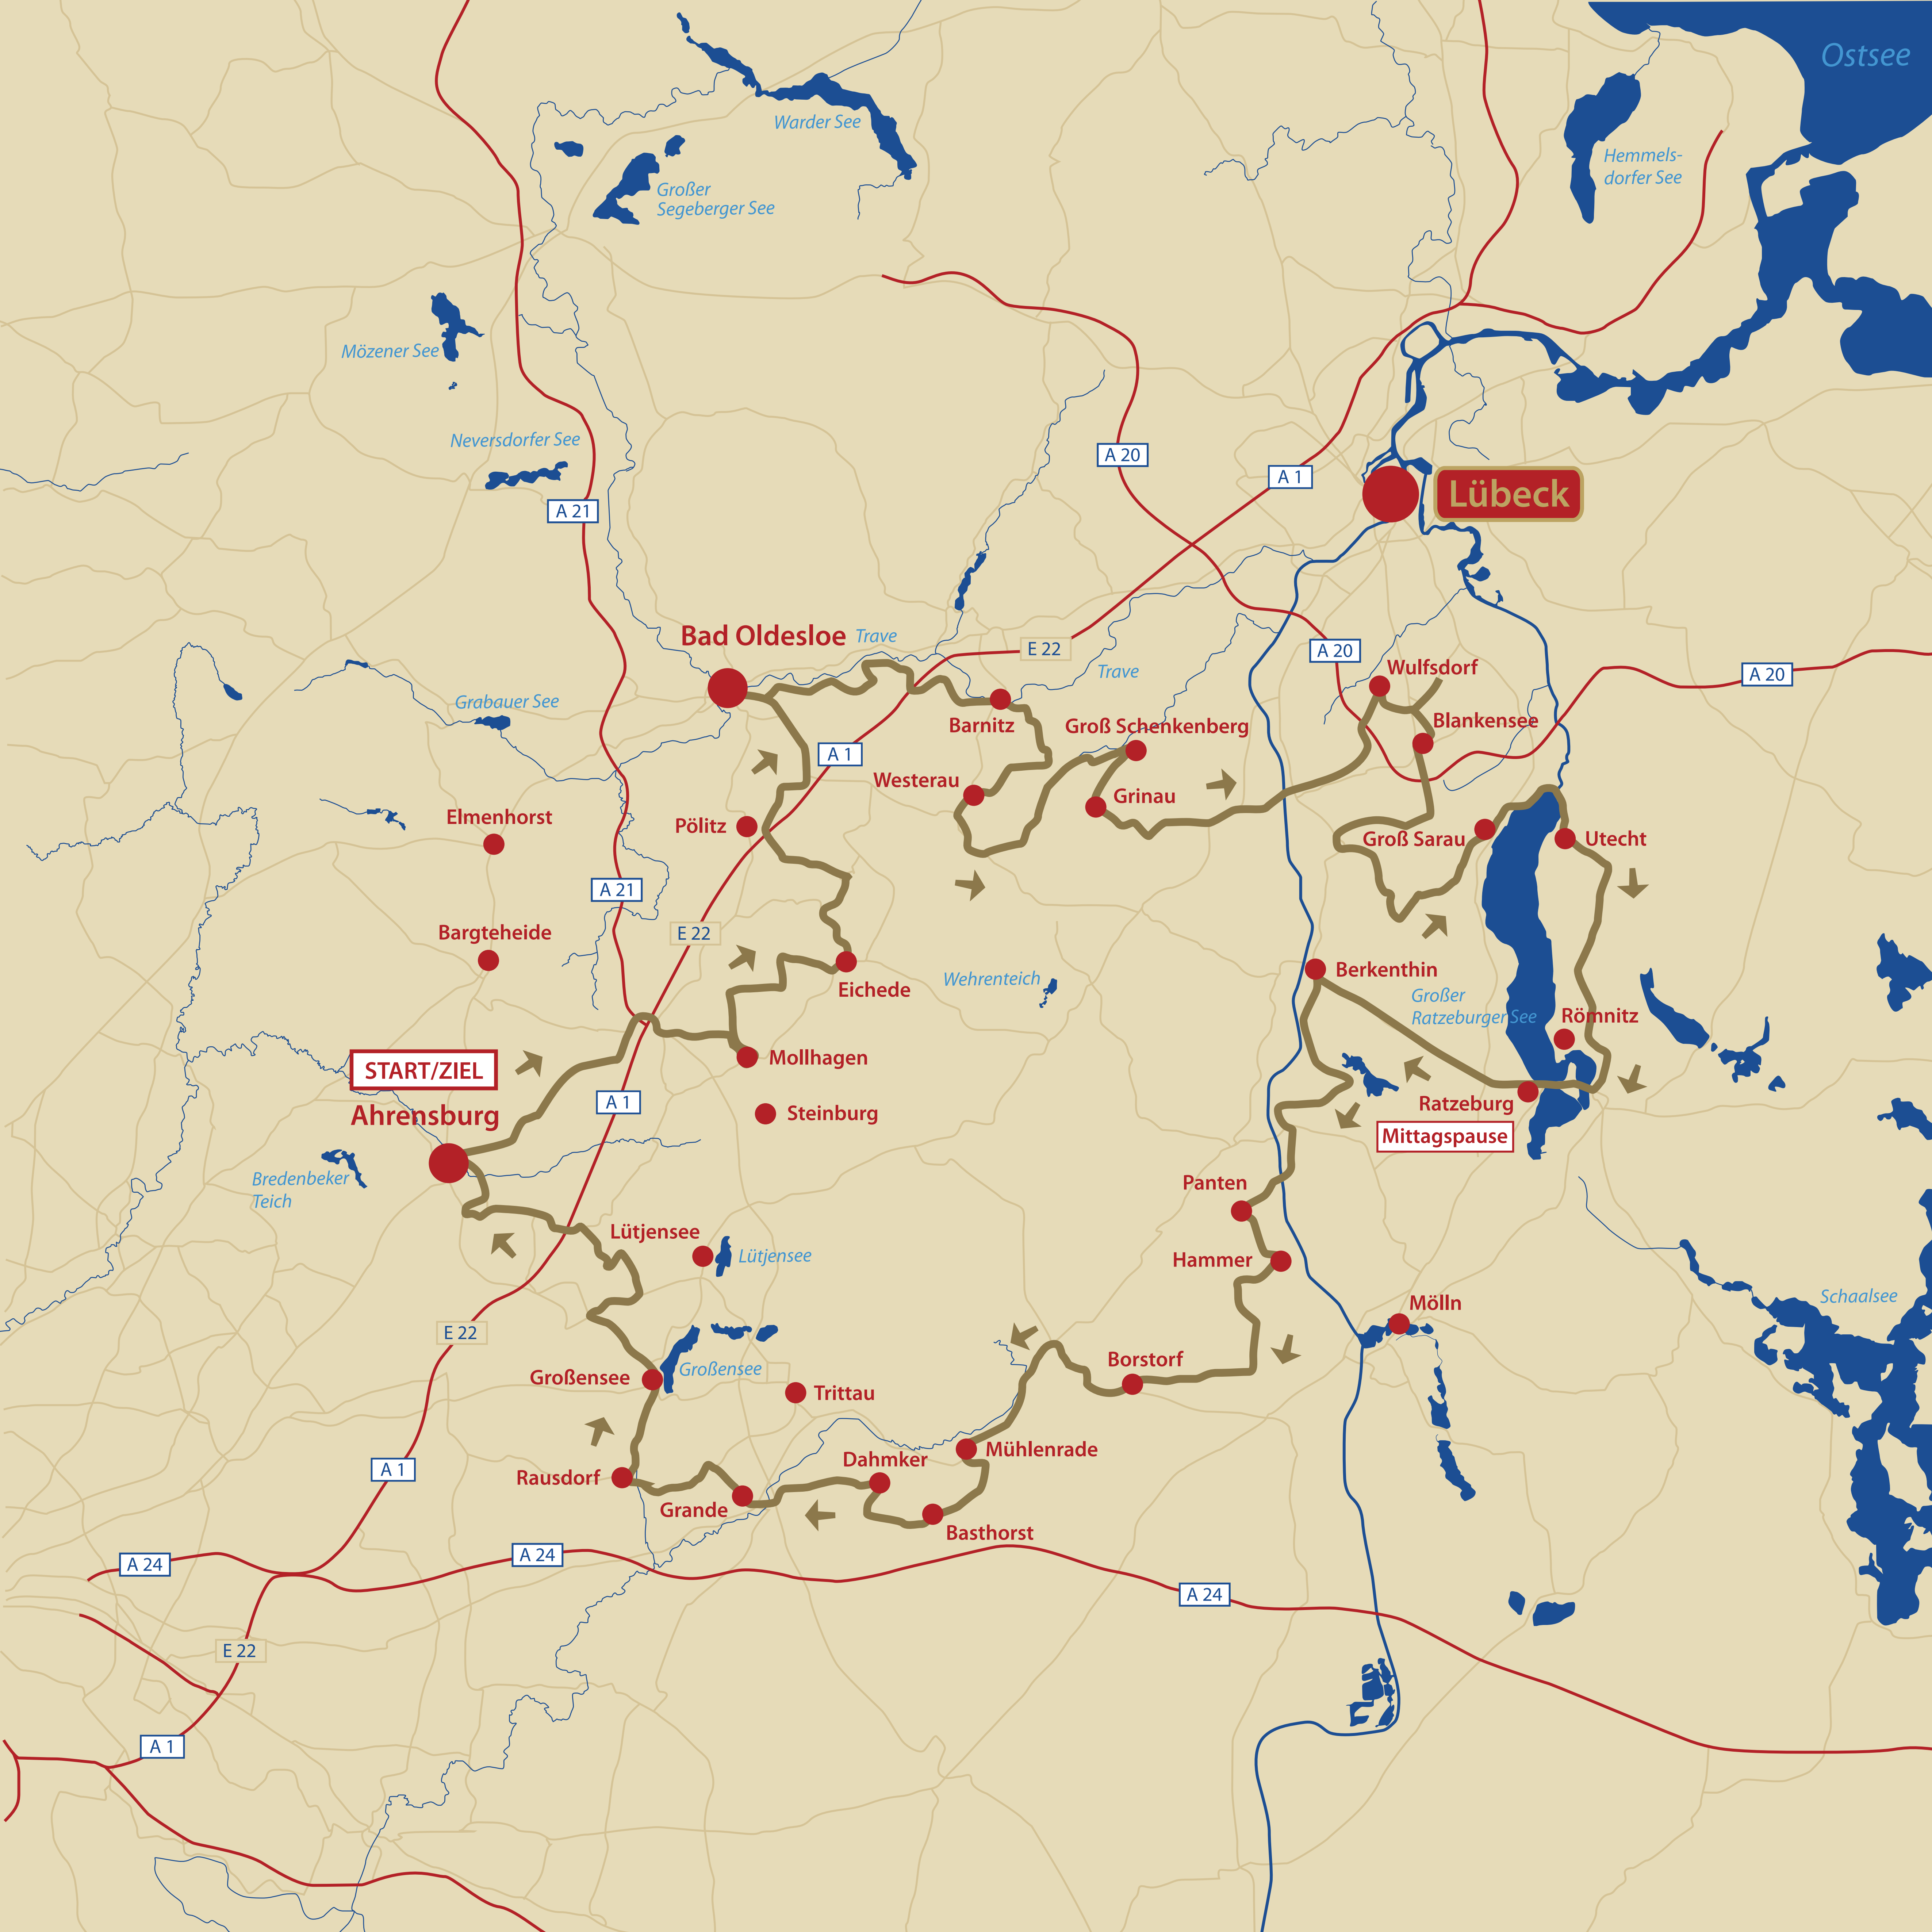 Ostsee
Warder See
Hemmels-
dorfer See
Großer
Segeberger See
Mözener See
Neversdorfer See
A 20
A 1
Lübeck
A 21
Bad Oldesloe
Trave
E 22
A 20
Trave
Wulfsdorf
A 20
Grabauer See
Barnitz
Groß Schenkenberg
Blankensee
A 1
Westerau
Grinau
Elmenhorst
Pölitz
Groß Sarau
Utecht
A 21
Bargteheide
E 22
Eichede
Wehrenteich
Berkenthin
Großer
Ratzeburger See
Römnitz
START/ZIEL
Mollhagen
Ahrensburg
A 1
Steinburg
Ratzeburg
Mittagspause
Bredenbeker
Teich
Panten
Lütjensee
Lütjensee
Hammer
Schaalsee
Mölln
E 22
Großensee
Großensee
Borstorf
Trittau
A 1
Rausdorf
Dahmker
Mühlenrade
Grande
Basthorst
A 24
A 24
A 24
E 22
A 1